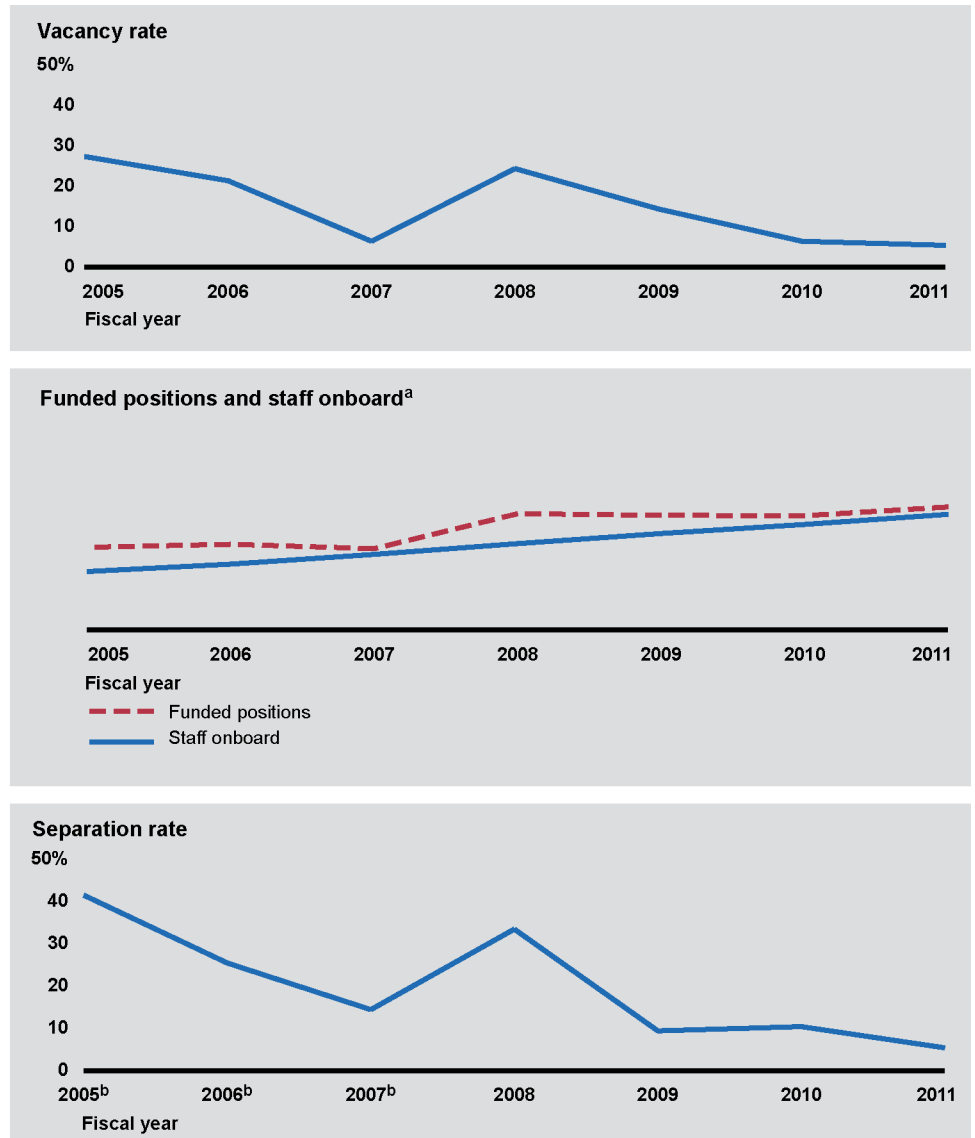 Vacancy rate
50%
40
30
20
10
0
2005 2006 2007 2008 2009 2010 2011
Fiscal year
Funded positions and staff onboardᵃ
2005 2006 2007 2008 2009 2010 2011
Fiscal year
Funded positions
Staff onboard
Separation rate
50%
40
30
20
10
0
2005ᵇ 2006ᵇ 2007ᵇ 2008 2009 2010 2011
Fiscal year